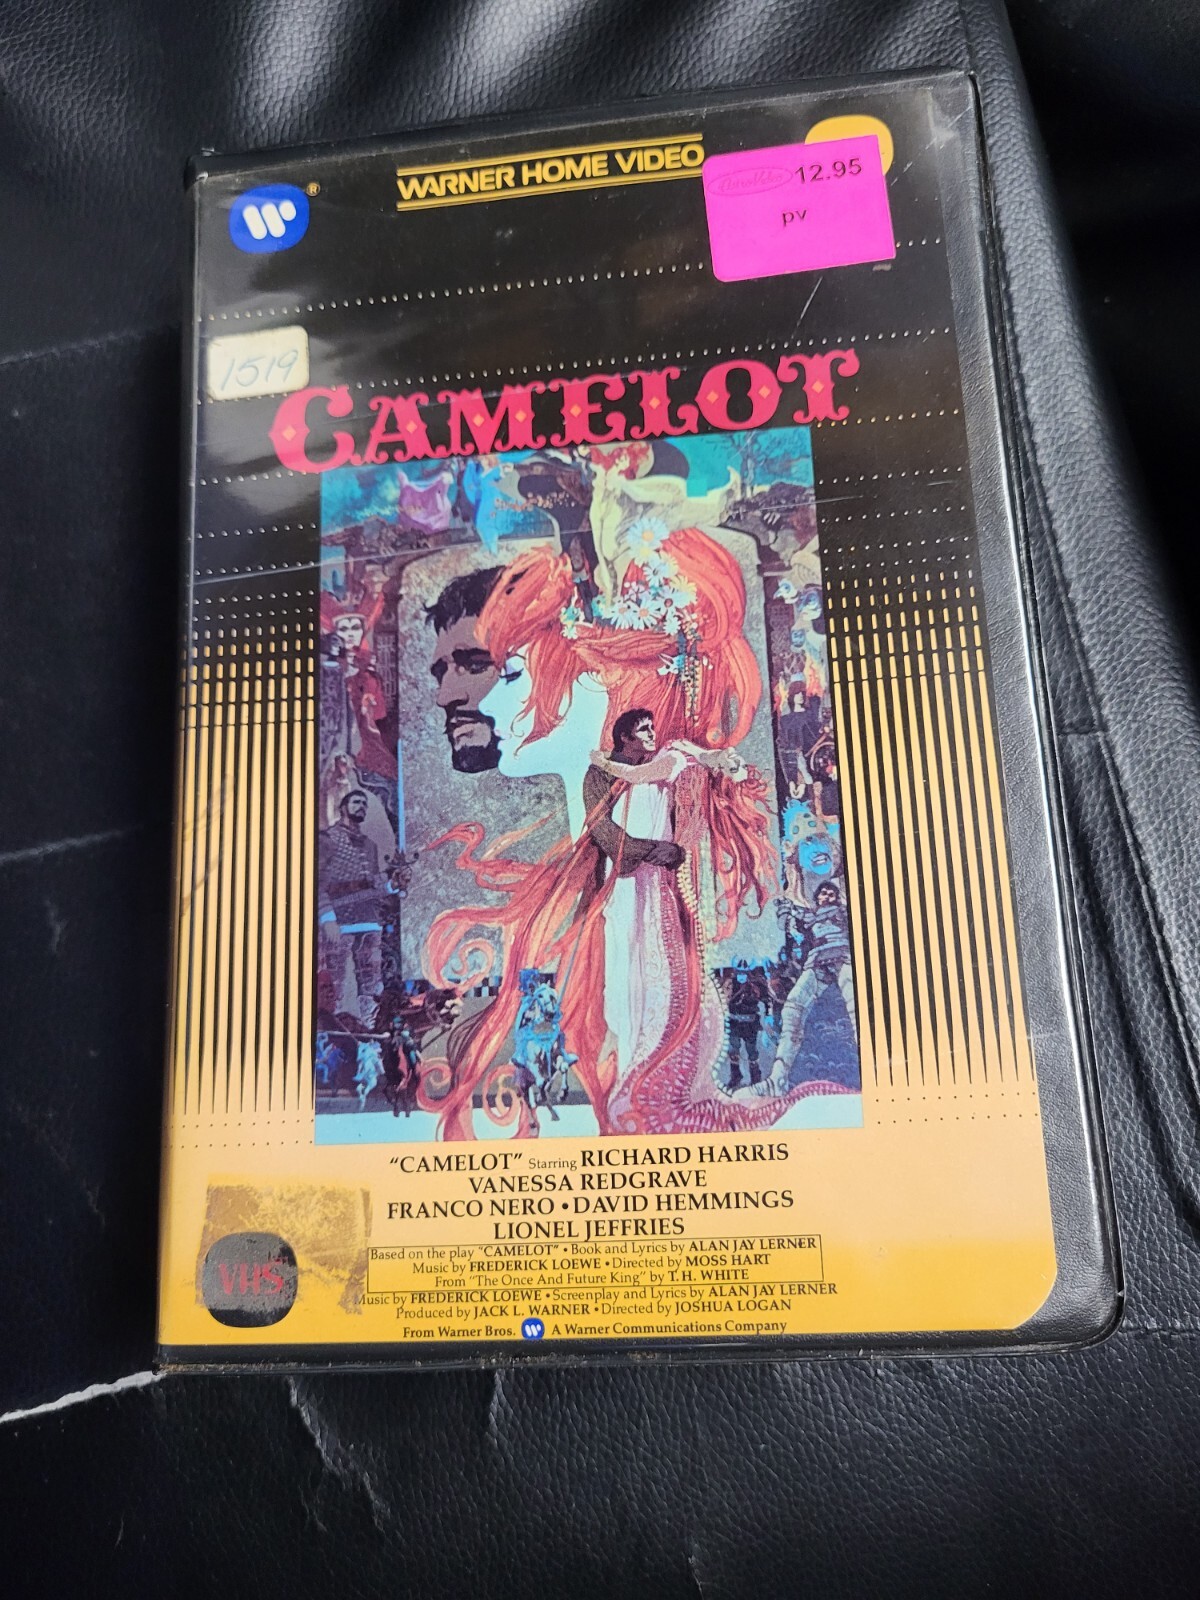 WARNER HOME VIDEO
W ®
12.95
pv
1519
CAMELOT
"CAMELOT" Starring RICHARD HARRIS
VANESSA REDGRAVE
FRANCO NERO • DAVID HEMMINGS
LIONEL JEFFRIES
Based on the play "CAMELOT" • Book and Lyrics by ALAN JAY LERNER
Music by FREDERICK LOEWE • Directed by MOSS HART
From "The Once And Future King" by T.H. WHITE
Music by FREDERICK LOEWE • Screenplay and Lyrics by ALAN JAY LERNER
Produced by JACK L. WARNER • Directed by JOSHUA LOGAN
From Warner Bros. W A Warner Communications Company
VHS